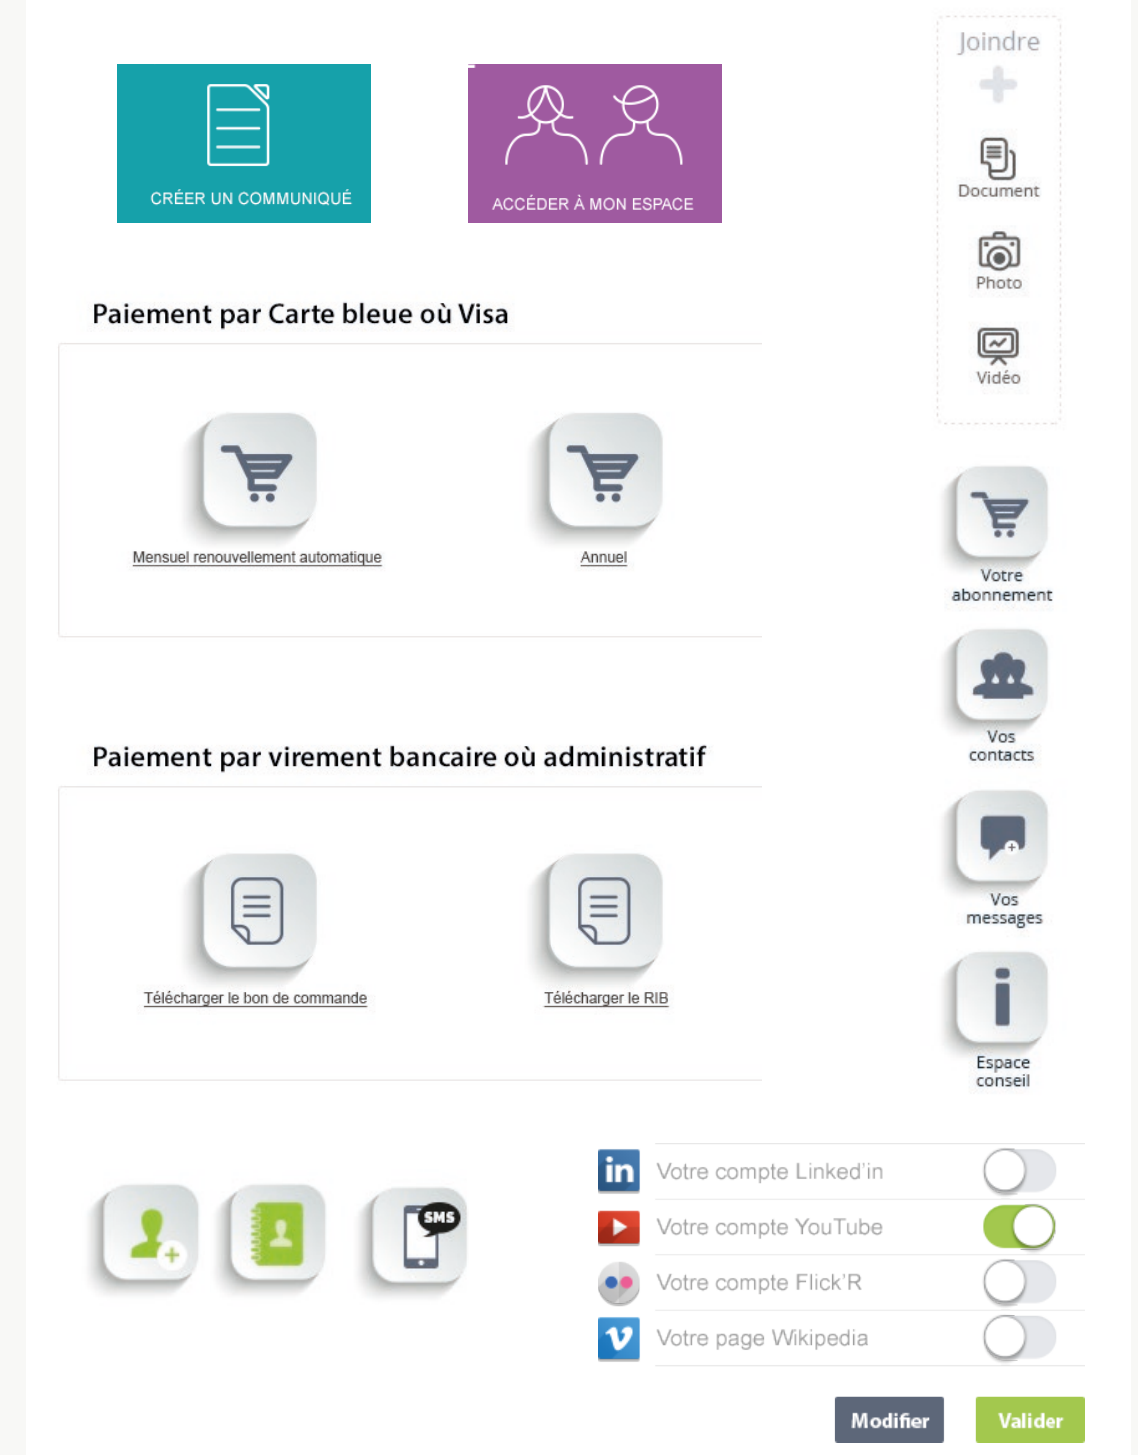 Joindre
CRÉER UN COMMUNIQUÉ
ACCÉDER À MON ESPACE
Document
Photo
Vidéo
Paiement par Carte bleue où Visa
Mensuel renouvellement automatique
Annuel
Votre
abonnement
Vos
contacts
Paiement par virement bancaire où administratif
Télécharger le bon de commande
Télécharger le RIB
Vos
messages
Espace
conseil
SMS
in
Votre compte Linked'in
Votre compte YouTube
Votre compte Flick'R
Votre page Wikipedia
Modifier
Valider